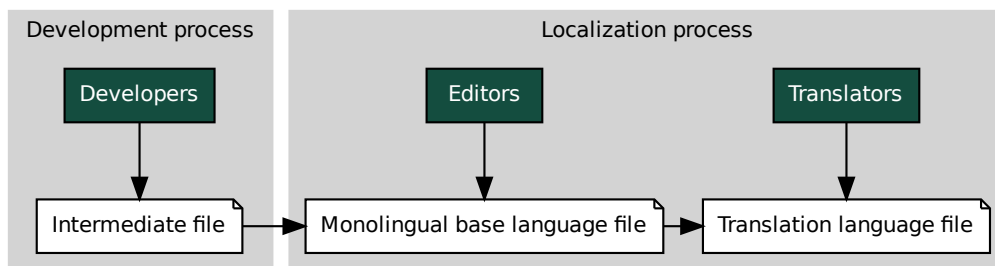 Development process
Localization process
Developers
Editors
Translators
Intermediate file
Monolingual base language file
Translation language file